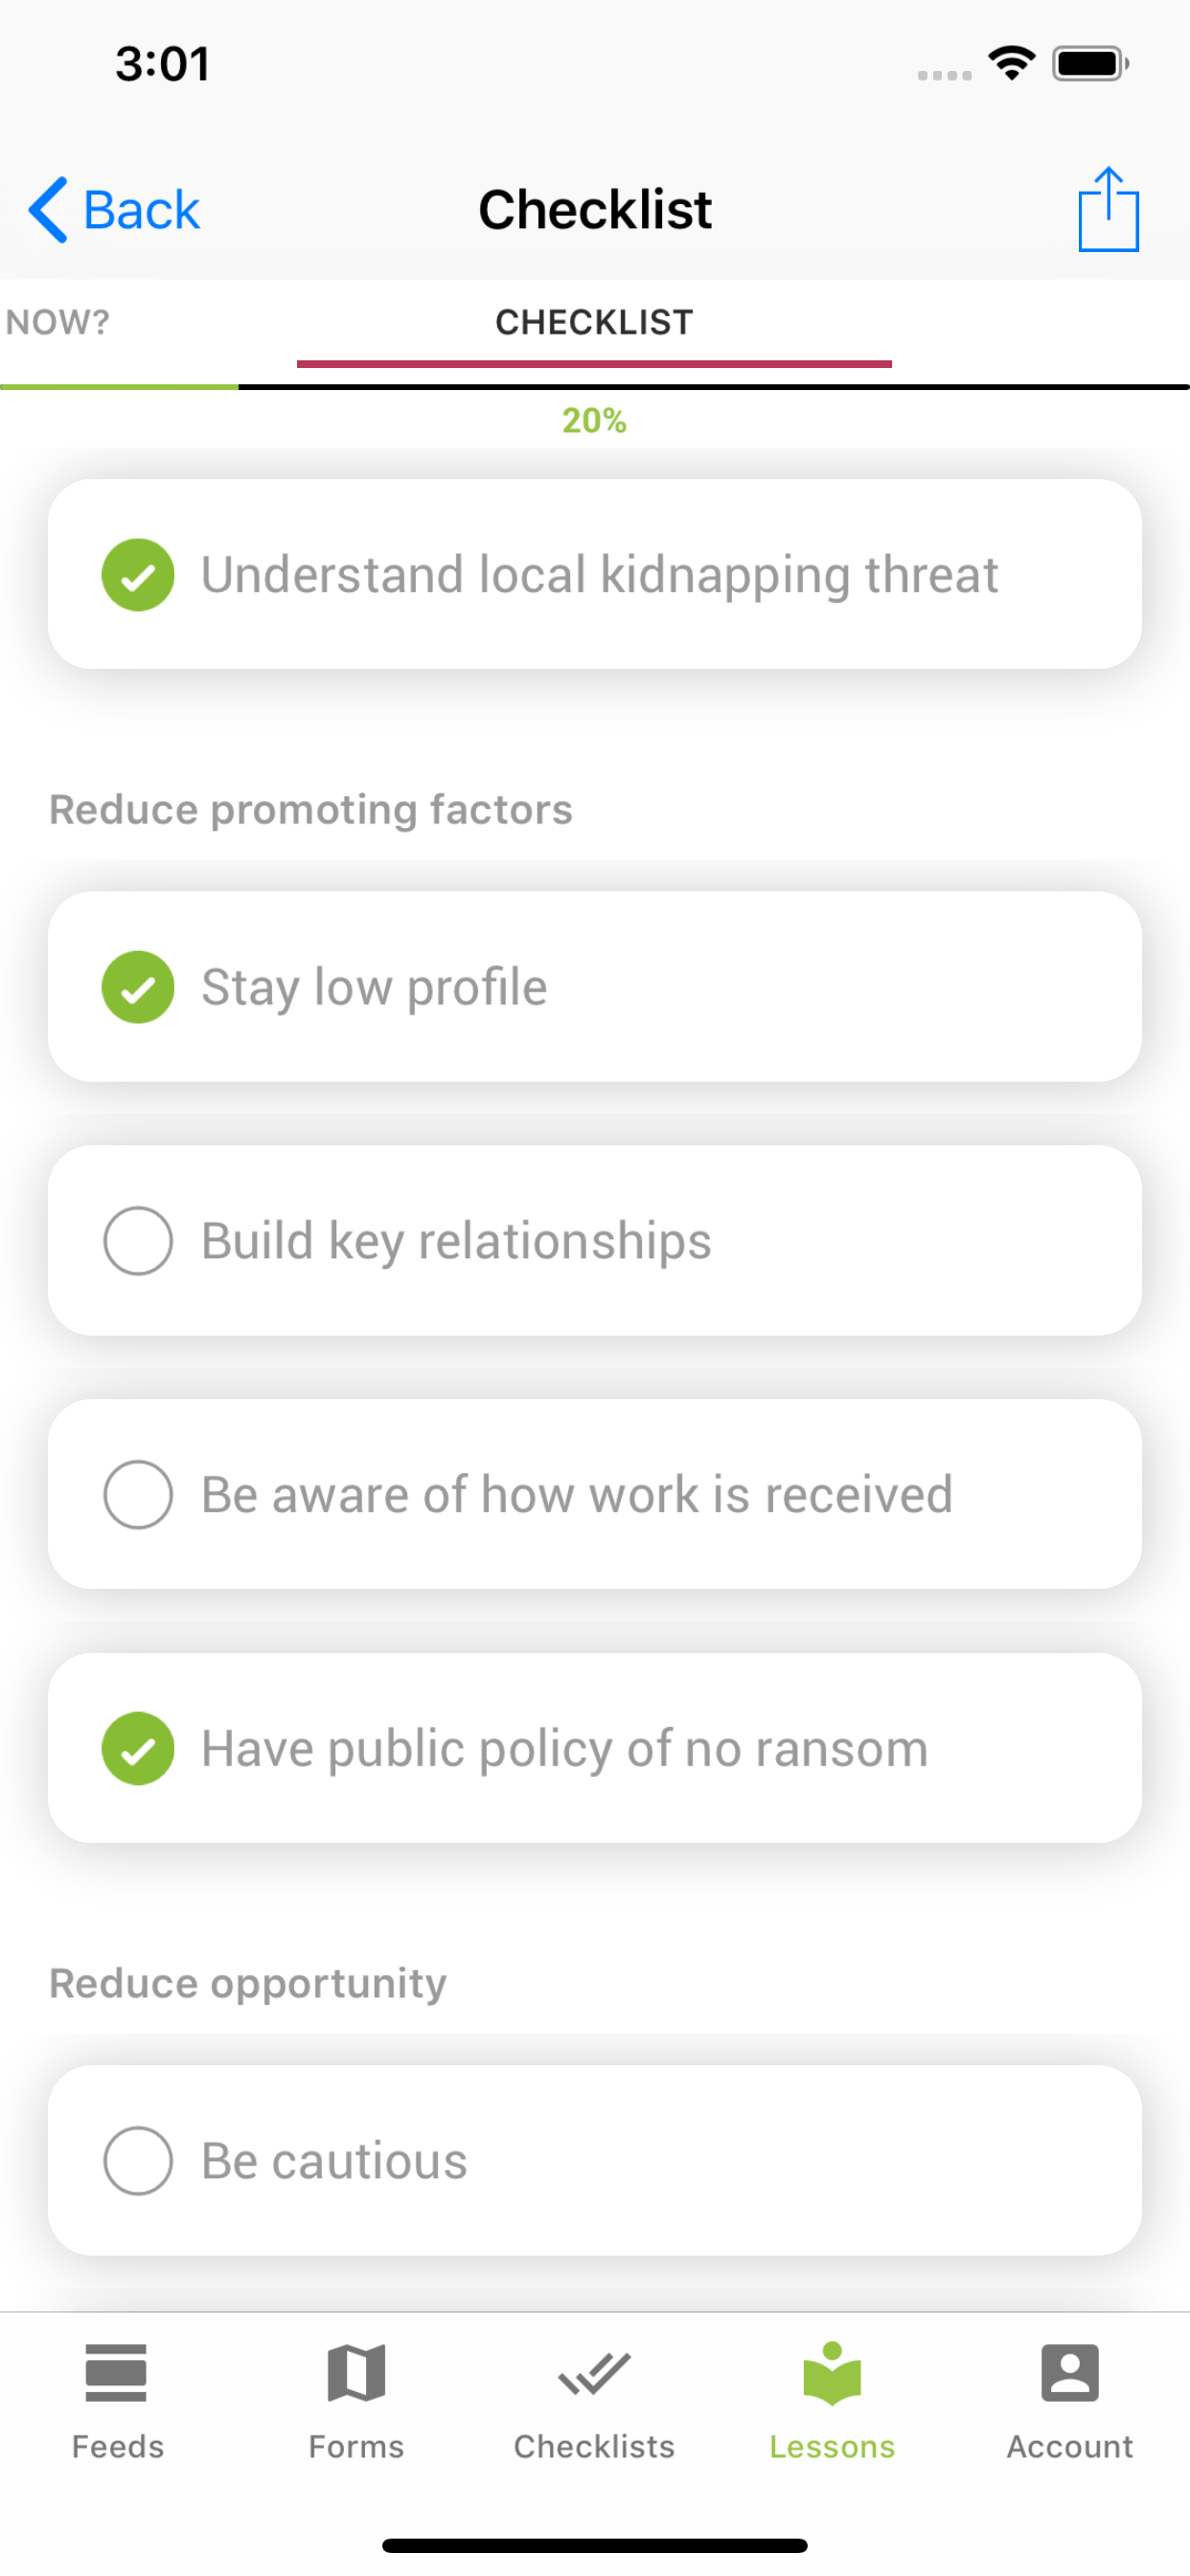 3:01
Back
Checklist
NOW?
CHECKLIST
20%
Understand local kidnapping threat
Reduce promoting factors
Stay low profile
Build key relationships
Be aware of how work is received
Have public policy of no ransom
Reduce opportunity
Be cautious
Feeds
Forms
Checklists
Lessons
Account